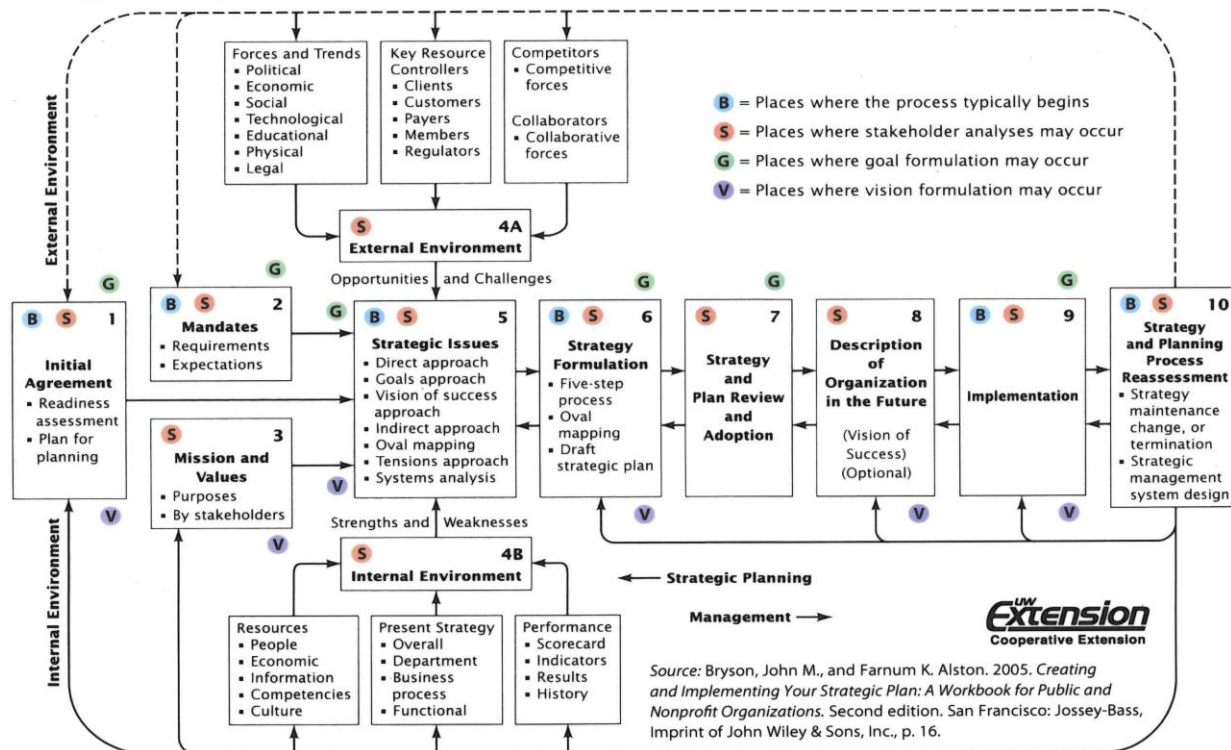 Forces and Trends
▪ Political
▪ Economic
▪ Social
▪ Technological
▪ Educational
▪ Physical
▪ Legal
Key Resource
Controllers
▪ Clients
▪ Customers
▪ Payers
▪ Members
▪ Regulators
Competitors
▪ Competitive
forces
Collaborators
▪ Collaborative
forces
B = Places where the process typically begins
S = Places where stakeholder analyses may occur
G = Places where goal formulation may occur
V = Places where vision formulation may occur
External Environment
S 4A
External Environment
Opportunities and Challenges
G
B S 1
Initial
Agreement
▪ Readiness
assessment
▪ Plan for
planning
V
G
B S 2
Mandates
▪ Requirements
▪ Expectations
S 3
Mission and
Values
▪ Purposes
▪ By stakeholders
V
G
B S 5
Strategic Issues
▪ Direct approach
▪ Goals approach
▪ Vision of success
approach
▪ Indirect approach
▪ Oval mapping
▪ Tensions approach
▪ Systems analysis
V
G
B S 6
Strategy
Formulation
▪ Five-step
process
▪ Oval
mapping
▪ Draft
strategic plan
V
G
S 7
Strategy
and
Plan Review
and
Adoption
S 8
Description
of
Organization
in the Future
(Vision of
Success)
(Optional)
V
G
B S 9
Implementation
V
B S 10
Strategy
and Planning
Process
Reassessment
▪ Strategy
maintenance
change, or
termination
▪ Strategic
management
system design
Strengths and Weaknesses
S 4B
Internal Environment
Internal Environment
Resources
▪ People
▪ Economic
▪ Information
▪ Competencies
▪ Culture
Present Strategy
▪ Overall
▪ Department
▪ Business
process
▪ Functional
Performance
▪ Scorecard
▪ Indicators
▪ Results
▪ History
Strategic Planning
Management
UW
Extension
Cooperative Extension
Source: Bryson, John M., and Farnum K. Alston. 2005. Creating
and Implementing Your Strategic Plan: A Workbook for Public and
Nonprofit Organizations. Second edition. San Francisco: Jossey-Bass,
Imprint of John Wiley & Sons, Inc., p. 16.